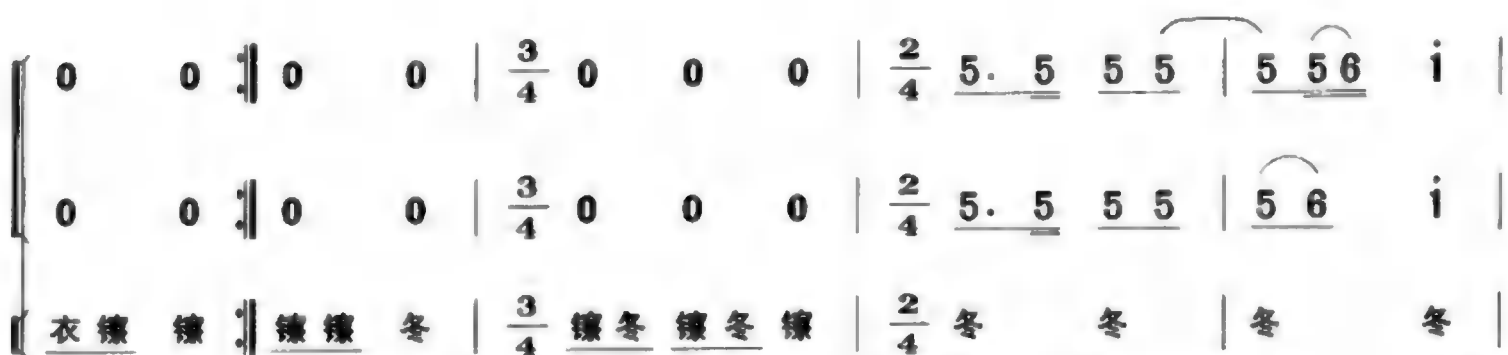 0 0 :‖ 0 0 | 3/4 0 0 0 | 2/4 5. 5 5 5 | 5 5 6 i̇ |
0 0 :‖ 0 0 | 3/4 0 0 0 | 2/4 5. 5 5 5 | 5 6 i̇ |
衣 镲 镲 :‖ 镲 镲 冬 | 3/4 镲 冬 镲 冬 镲 | 2/4 冬 冬 | 冬 冬 |